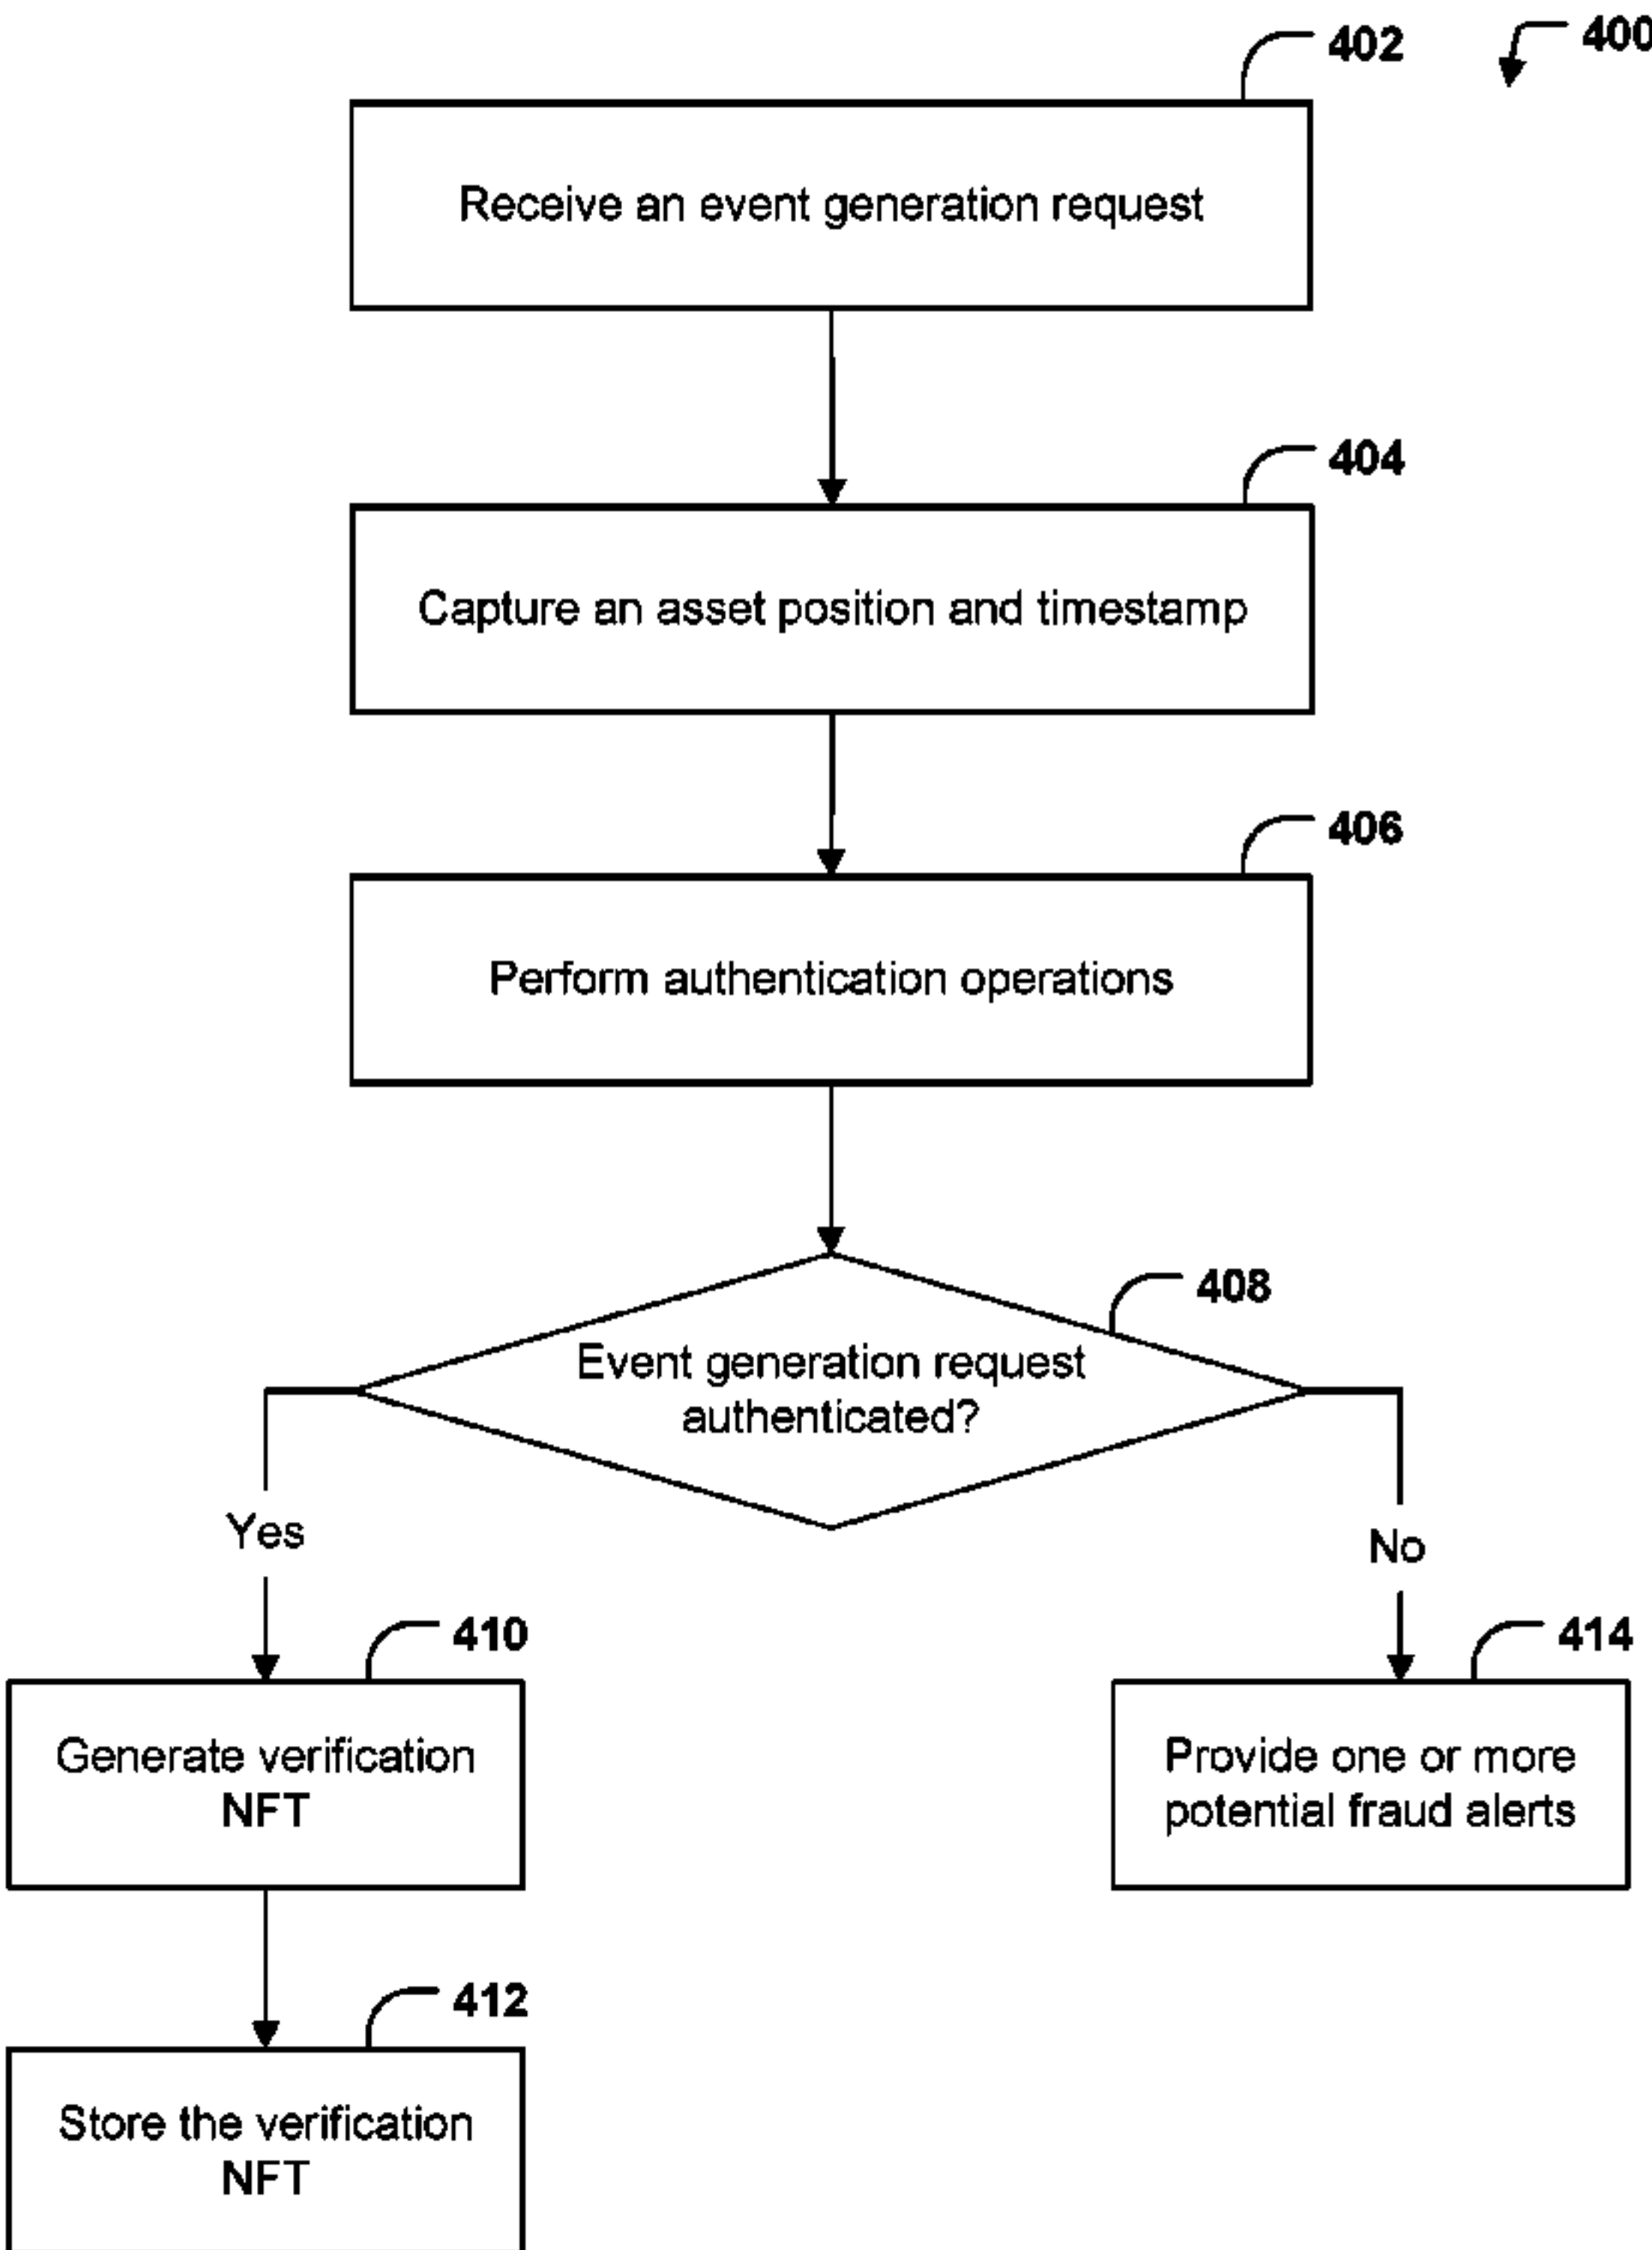 400
402
Receive an event generation request
404
Capture an asset position and timestamp
406
Perform authentication operations
408
Event generation request
authenticated?
Yes
No
410
Generate verification
NFT
414
Provide one or more
potential fraud alerts
412
Store the verification
NFT